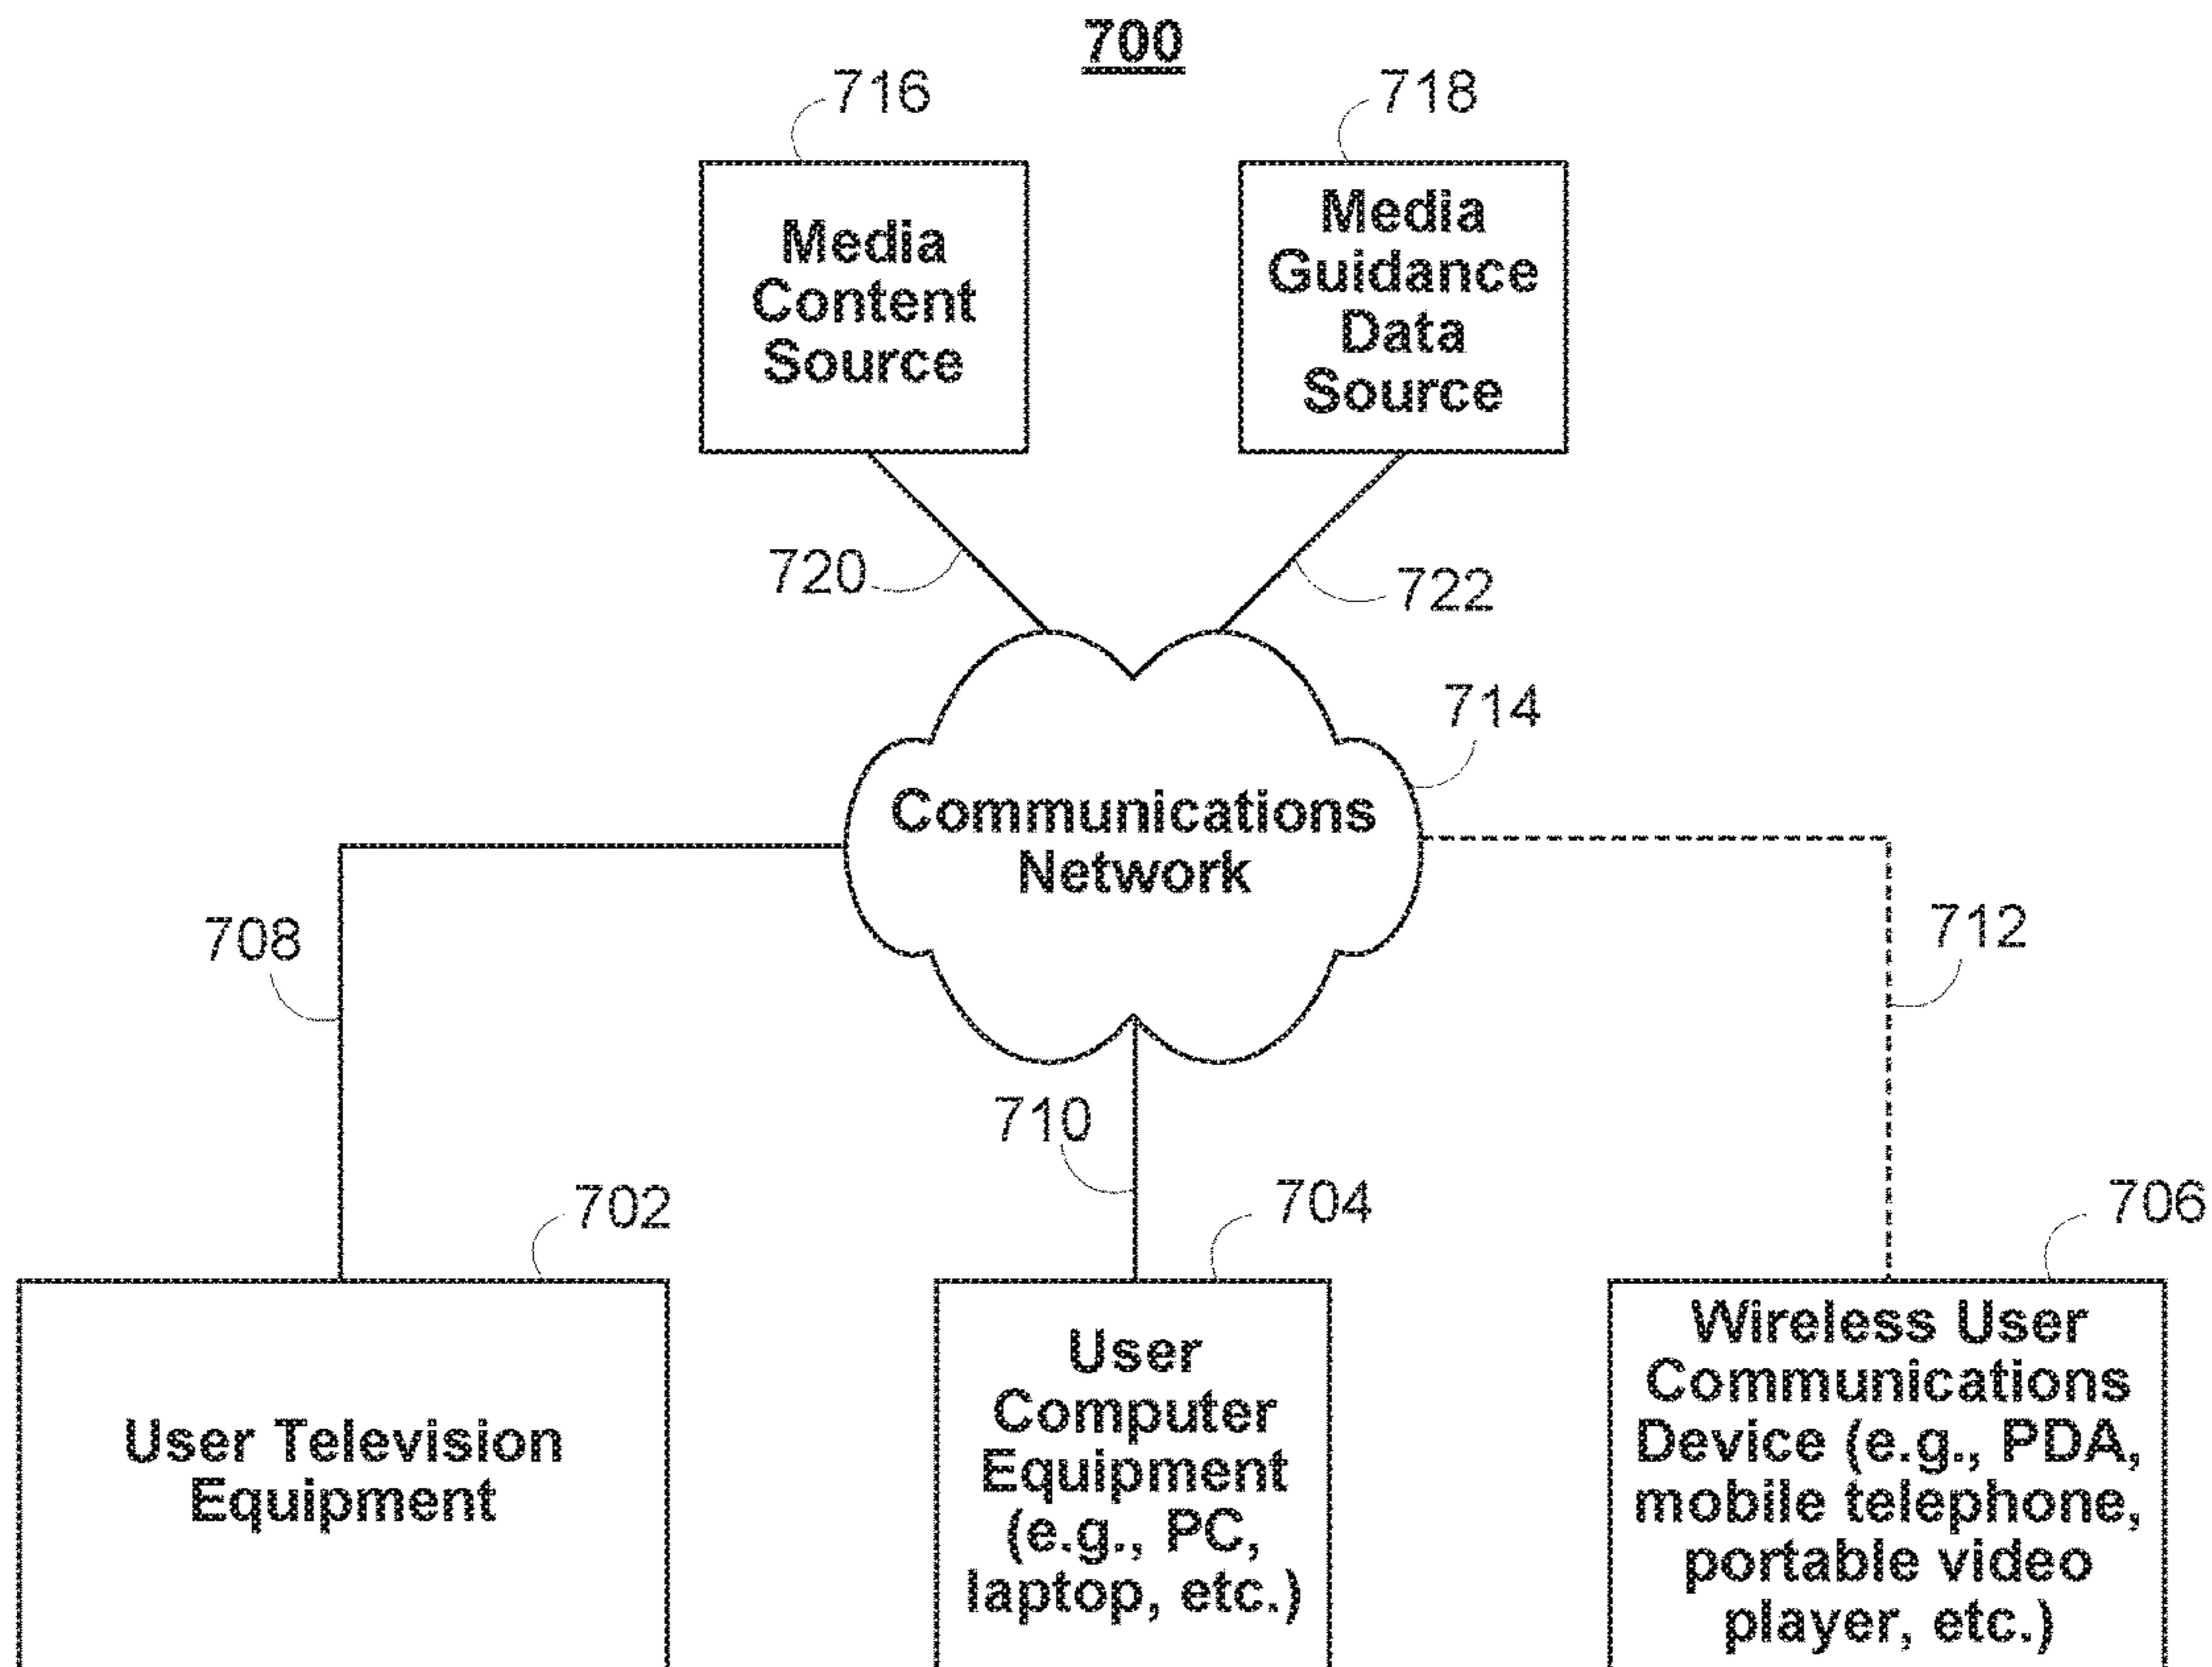 700
716
718
Media
Content
Source
Media
Guidance
Data
Source
720
722
714
Communications
Network
708
712
710
702
704
706
User Television
Equipment
User
Computer
Equipment
(e.g., PC,
laptop, etc.)
Wireless User
Communications
Device (e.g., PDA,
mobile telephone,
portable video
player, etc.)